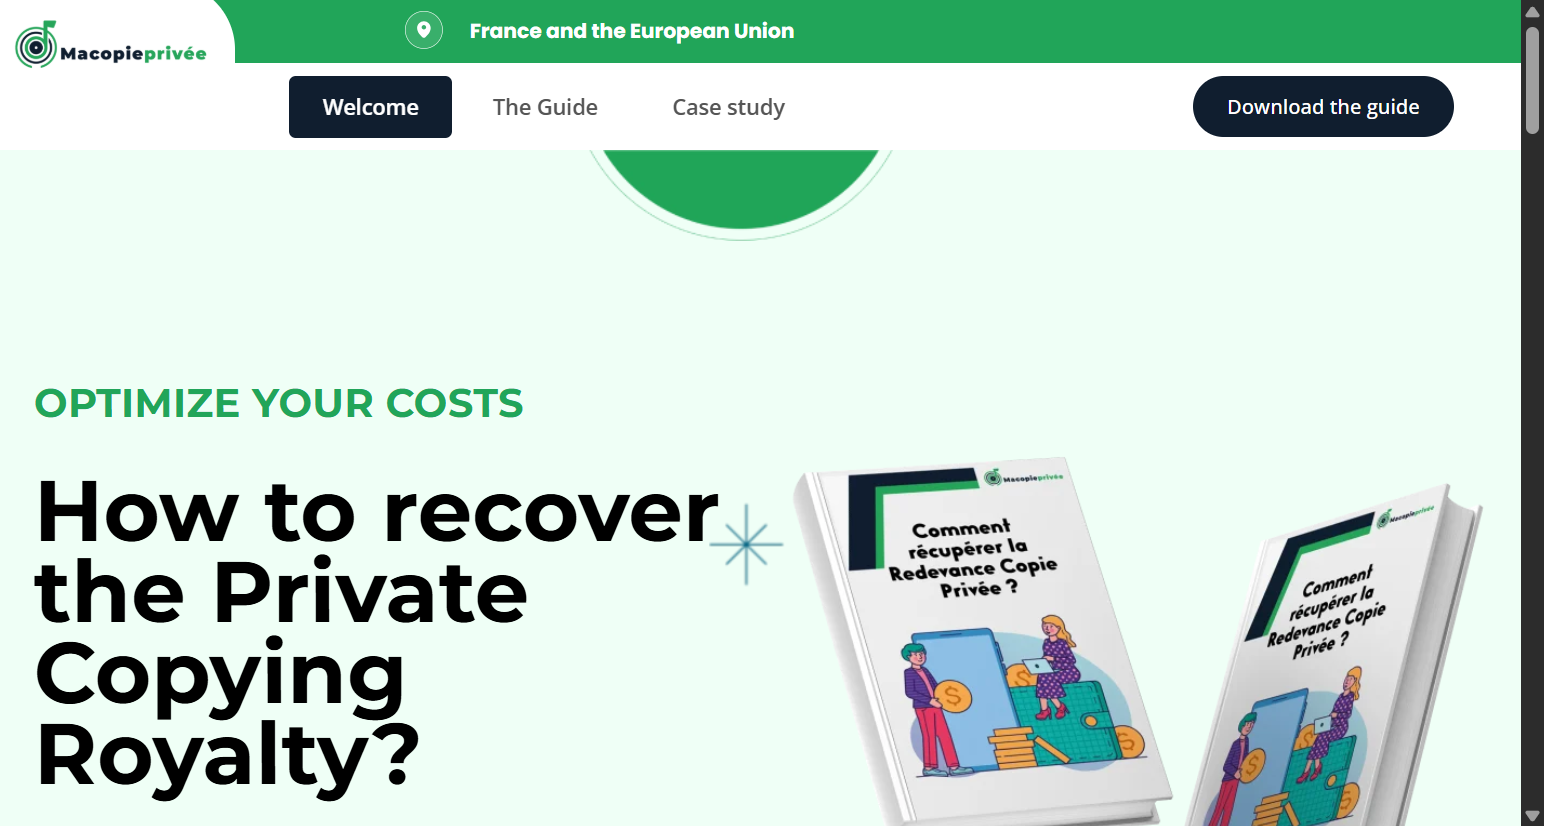 Macopieprivée
France and the European Union
Welcome
The Guide
Case study
Download the guide
OPTIMIZE YOUR COSTS
How to recover
the Private
Copying
Royalty?
Macopieprivée
Comment
récupérer la
Redevance Copie
Privée ?
Macopieprivée
Comment
récupérer la
Redevance Copie
Privée ?